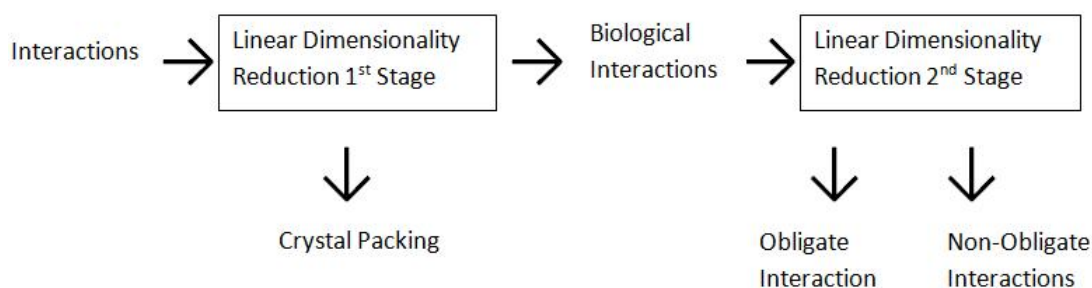 Interactions
Linear Dimensionality
Reduction 1st Stage
Biological
Interactions
Linear Dimensionality
Reduction 2nd Stage
Crystal Packing
Obligate
Interaction
Non-Obligate
Interactions